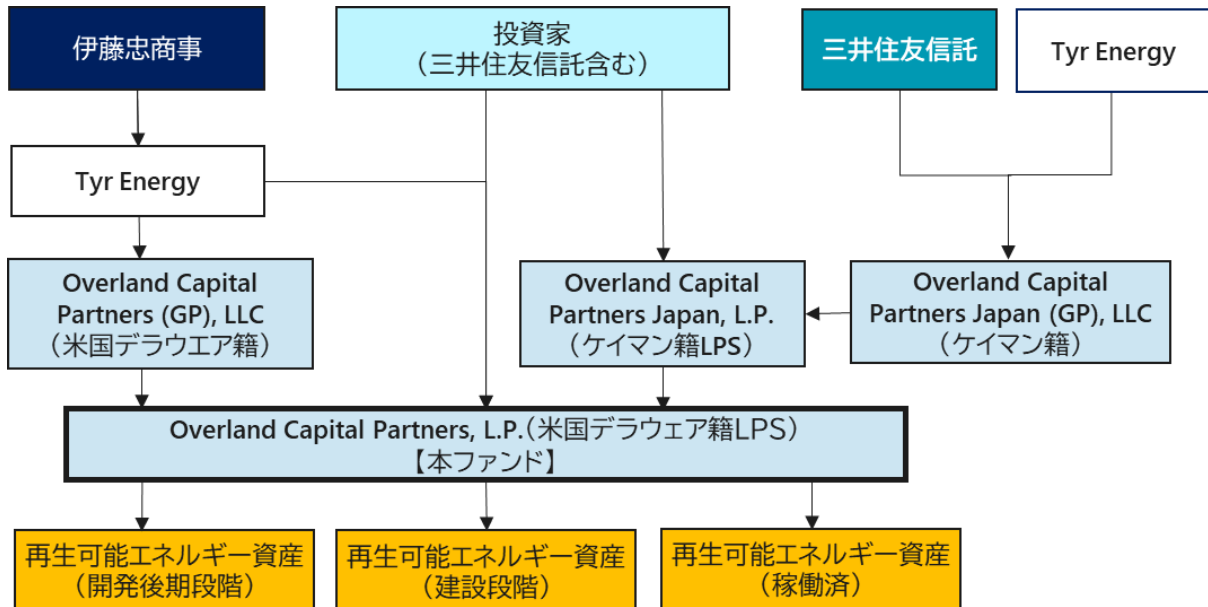 伊藤忠商事
投資家
（三井住友信託含む）
三井住友信託
Tyr Energy
Tyr Energy
Overland Capital
Partners (GP), LLC
（米国デラウエア籍）
Overland Capital
Partners Japan, L.P.
（ケイマン籍LPS）
Overland Capital
Partners Japan (GP), LLC
（ケイマン籍）
Overland Capital Partners, L.P.（米国デラウェア籍LPS）
【本ファンド】
再生可能エネルギー資産
（開発後期段階）
再生可能エネルギー資産
（建設段階）
再生可能エネルギー資産
（稼働済）